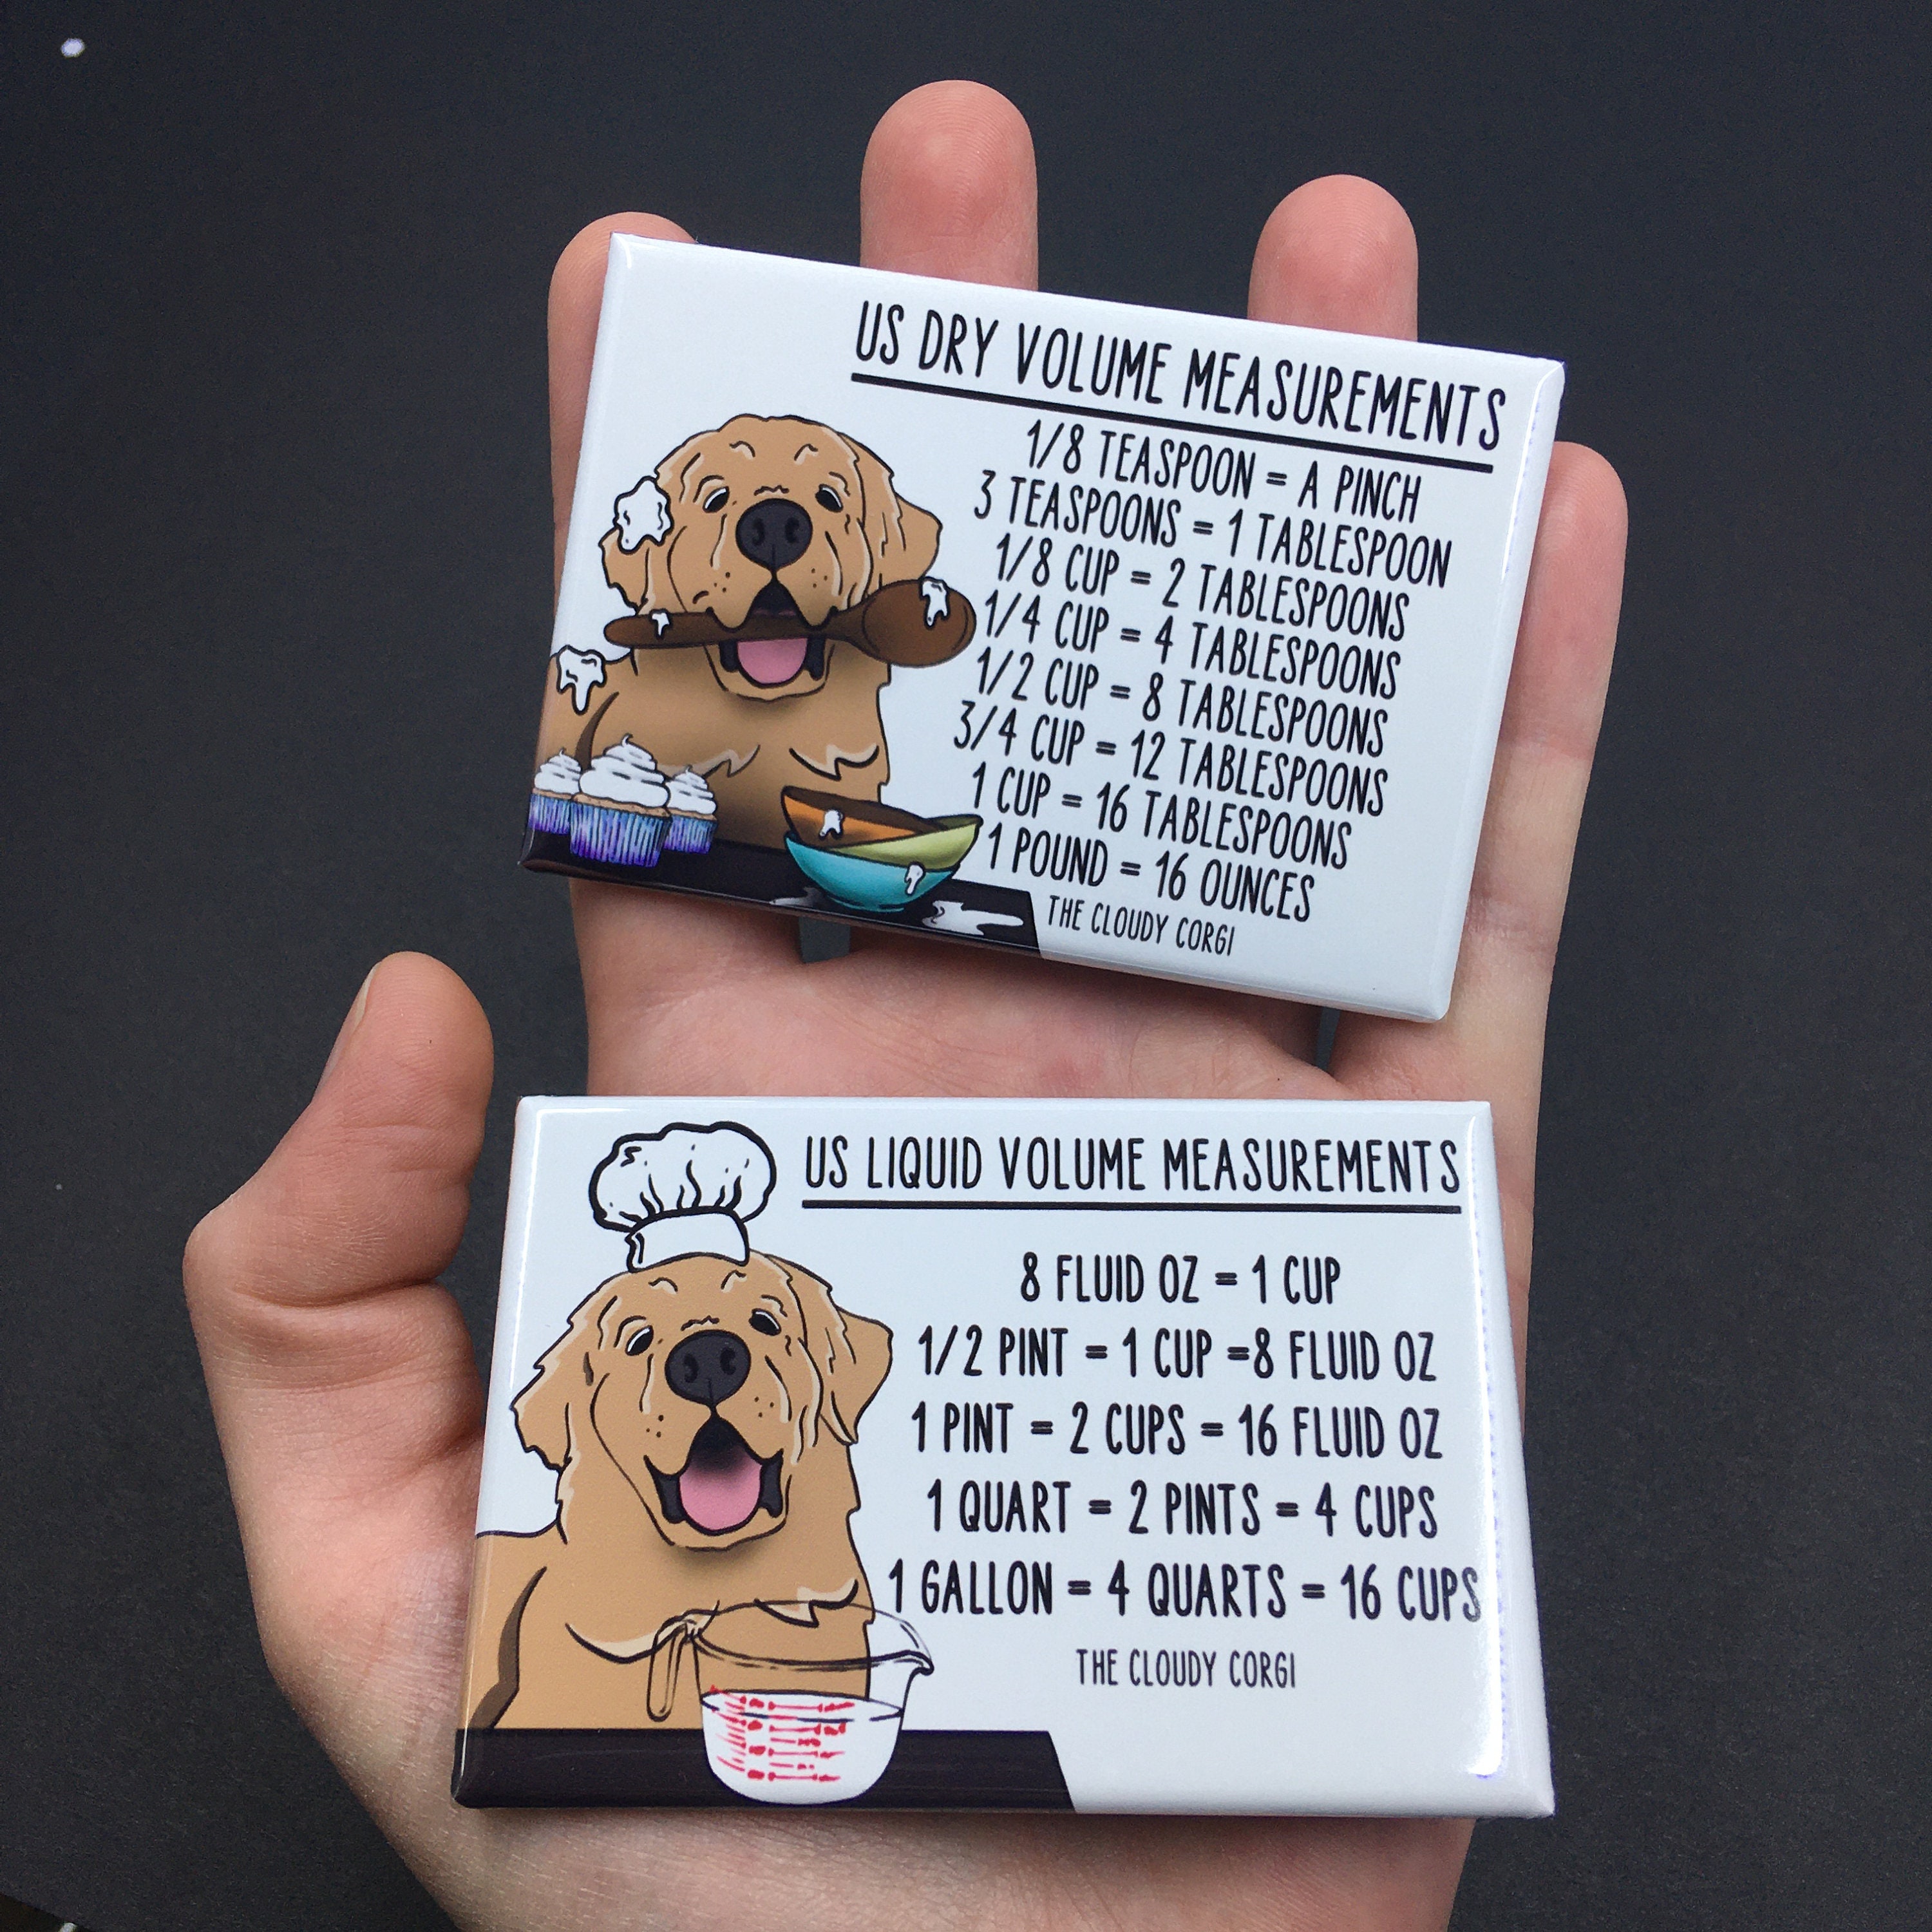 US DRY VOLUME MEASUREMENTS
1/8 TEASPOON = A PINCH
3 TEASPOONS = 1 TABLESPOON
1/8 CUP = 2 TABLESPOONS
1/4 CUP = 4 TABLESPOONS
1/2 CUP = 8 TABLESPOONS
3/4 CUP = 12 TABLESPOONS
1 CUP = 16 TABLESPOONS
1 POUND = 16 OUNCES
THE CLOUDY CORGI
US LIQUID VOLUME MEASUREMENTS
8 FLUID OZ = 1 CUP
1/2 PINT = 1 CUP =8 FLUID OZ
1 PINT = 2 CUPS = 16 FLUID OZ
1 QUART = 2 PINTS = 4 CUPS
1 GALLON = 4 QUARTS = 16 CUPS
THE CLOUDY CORGI